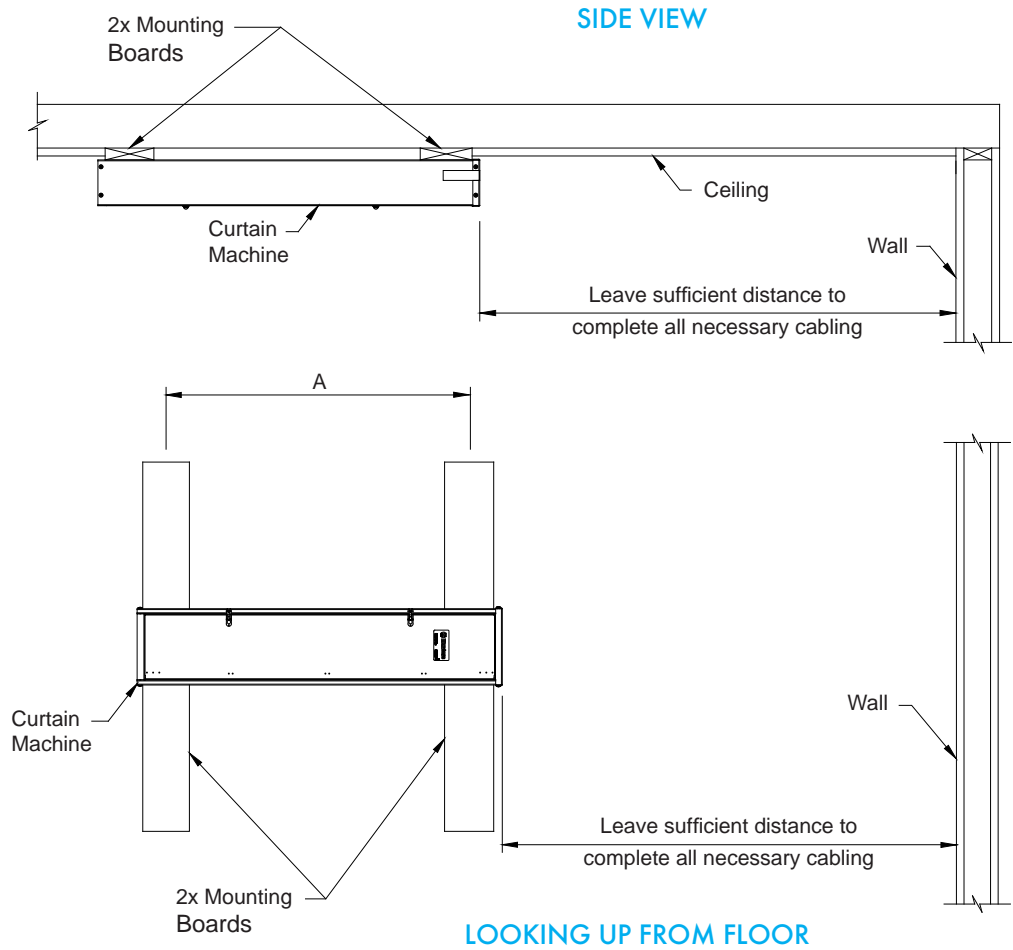 SIDE VIEW
2x Mounting
Boards
Ceiling
Curtain
Machine
Wall
Leave sufficient distance to
complete all necessary cabling
A
Curtain
Machine
Wall
Leave sufficient distance to
complete all necessary cabling
2x Mounting
Boards
LOOKING UP FROM FLOOR